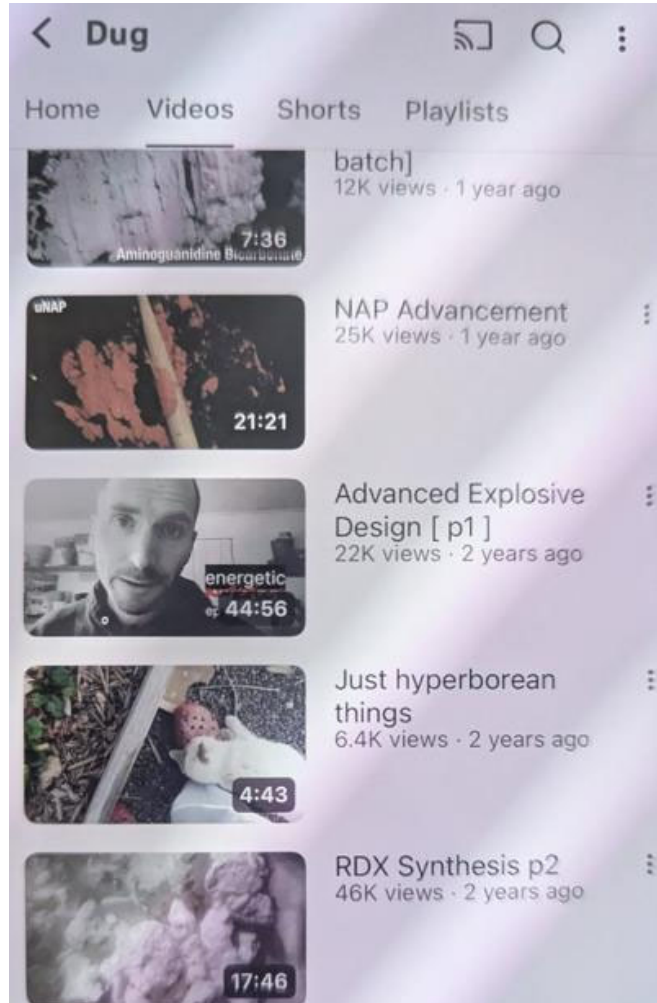 Dug
Home Videos Shorts Playlists
batch]
12K views · 1 year ago
7:36
Aminoguanidine Bicarbonate
uNAP
21:21
NAP Advancement
25K views · 1 year ago
energetic
44:56
Advanced Explosive
Design [ p1 ]
22K views · 2 years ago
4:43
Just hyperborean
things
6.4K views · 2 years ago
17:46
RDX Synthesis p2
46K views · 2 years ago